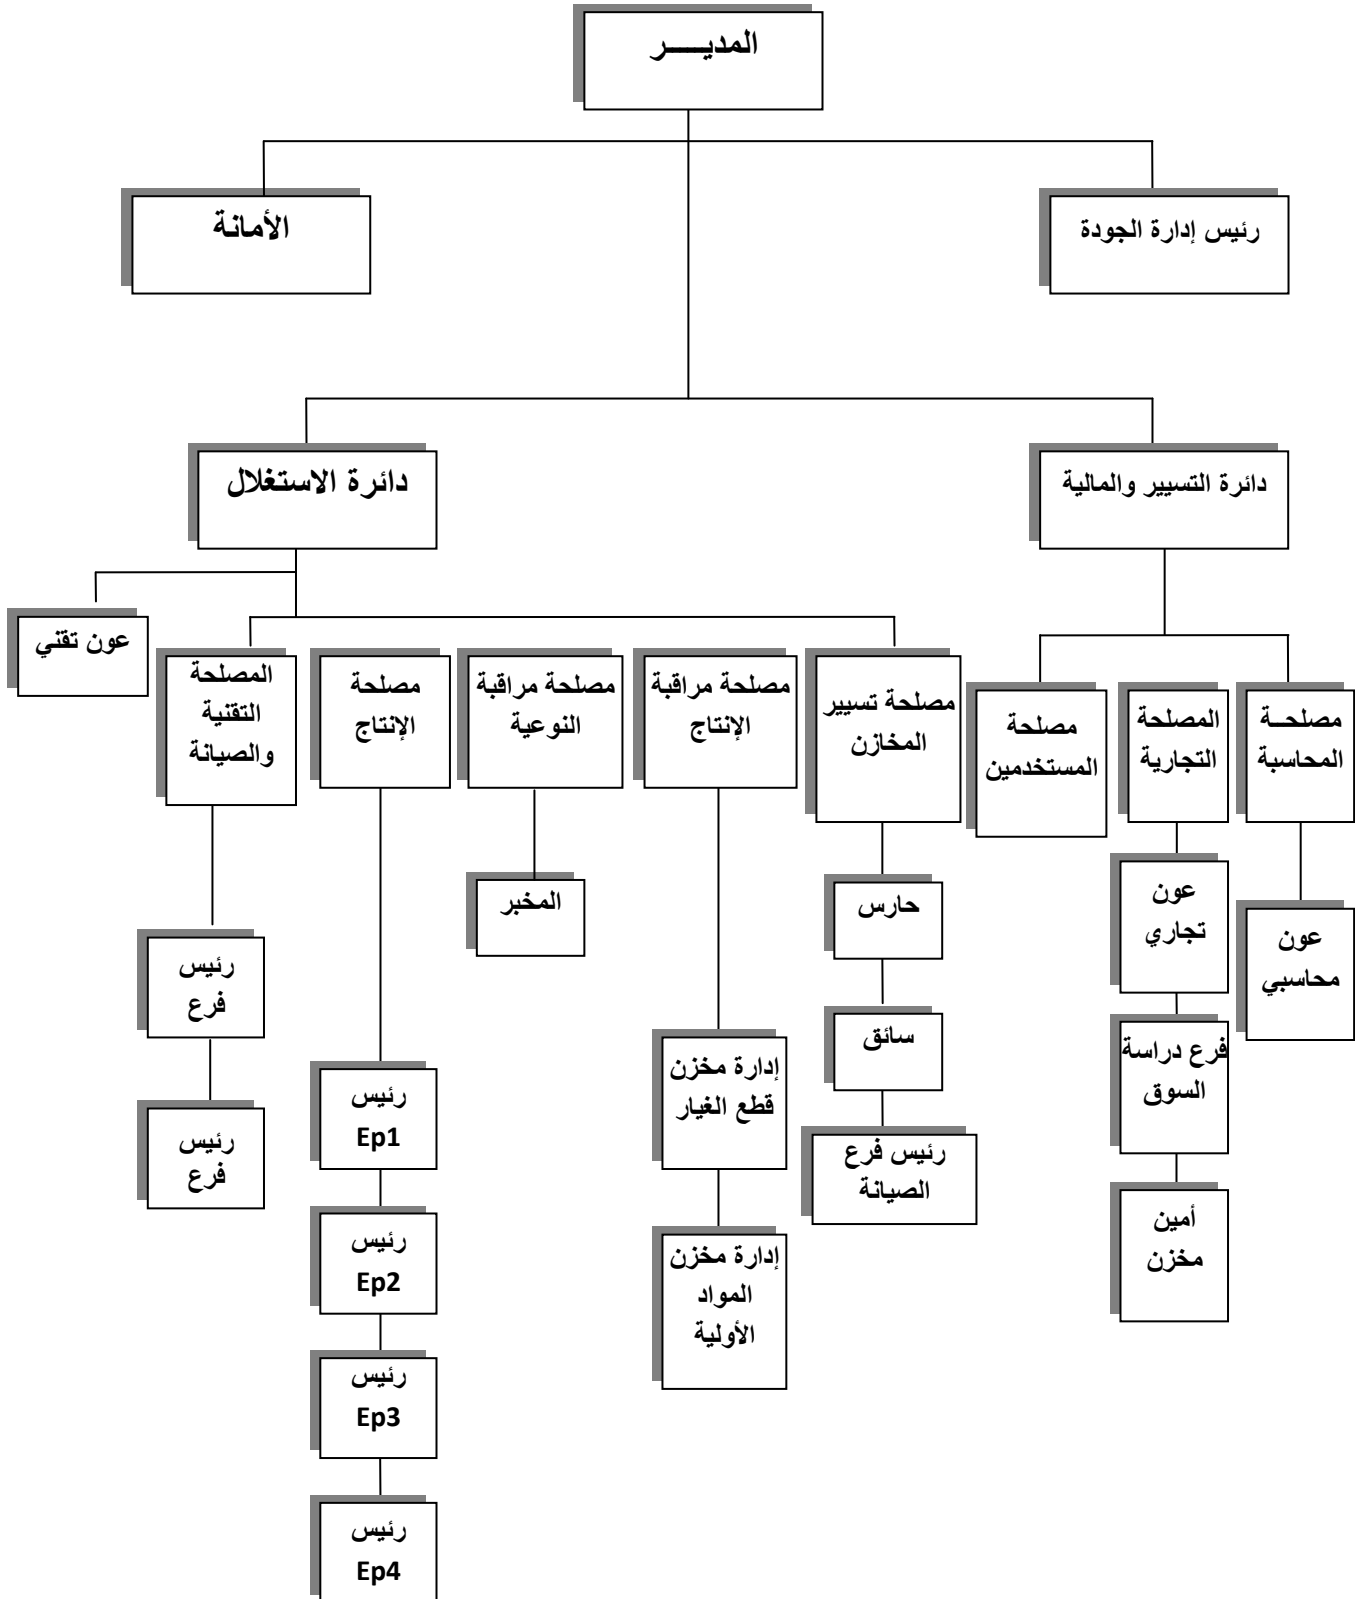 المديـــــر
رئيس إدارة الجودة
الأمانة
دائرة التسيير والمالية
دائرة الاستغلال
مصلحــة
المحاسبة
المصلحة
التجارية
مصلحة
المستخدمين
مصلحة تسيير
المخازن
مصلحة مراقبة
الإنتاج
مصلحة مراقبة
النوعية
مصلحة
الإنتاج
المصلحة
التقنية
والصيانة
عون تقني
عون
محاسبي
عون
تجاري
فرع دراسة
السوق
أمين
مخزن
حارس
سائق
رئيس فرع
الصيانة
إدارة مخزن
قطع الغيار
إدارة مخزن
المواد
الأولية
المخبر
رئيس
Ep1
رئيس
Ep2
رئيس
Ep3
رئيس
Ep4
رئيس
فرع
رئيس
فرع